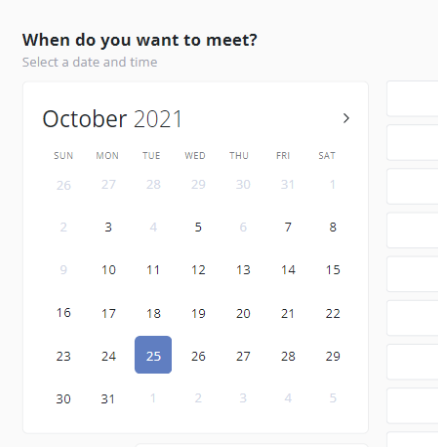 When do you want to meet?
Select a date and time
October 2021 >
SUN MON TUE WED THU FRI SAT
26 27 28 29 30 31 1
2 3 4 5 6 7 8
9 10 11 12 13 14 15
16 17 18 19 20 21 22
23 24 25 26 27 28 29
30 31 1 2 3 4 5